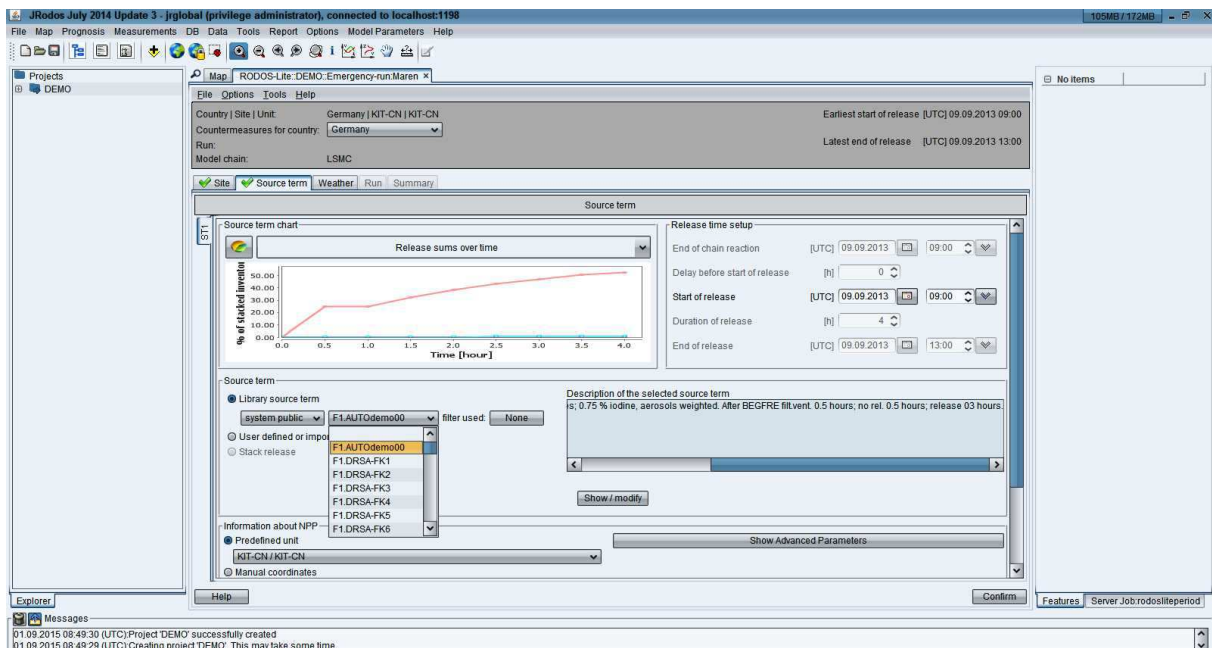 JRodos July 2014 Update 3 - jrglobal (privilege administrator), connected to localhost:1198
105MB / 172MB
File Map Prognosis Measurements DB Data Tools Report Options Model Parameters Help
Projects
DEMO
Map RODOS-Lite::DEMO::Emergency-run:Maren
No items
File Options Tools Help
Country | Site | Unit: Germany | KIT-CN | KIT-CN
Earliest start of release [UTC] 09.09.2013 09:00
Countermeasures for country: Germany
Run:
Latest end of release [UTC] 09.09.2013 13:00
Model chain: LSMC
Site Source term Weather Run Summary
Source term
ST1
Source term chart
Release sums over time
% of stacked inventor
50.00
40.00
30.00
20.00
10.00
0.00
0.0 0.5 1.0 1.5 2.0 2.5 3.0 3.5 4.0
Time [hour]
Release time setup
End of chain reaction [UTC] 09.09.2013 09:00
Delay before start of release [h] 0
Start of release [UTC] 09.09.2013 09:00
Duration of release [h] 4
End of release [UTC] 09.09.2013 13:00
Source term
Library source term
system public F1.AUTOdemo00 filter used: None
User defined or impor
Stack release
F1.AUTOdemo00
F1.DRSA-FK1
F1.DRSA-FK2
F1.DRSA-FK3
F1.DRSA-FK4
F1.DRSA-FK5
F1.DRSA-FK6
Description of the selected source term
s; 0.75 % iodine, aerosols weighted. After BEGFRE filt.vent. 0.5 hours; no rel. 0.5 hours; release 03 hours.
Show / modify
Information about NPP
Predefined unit
KIT-CN / KIT-CN
Manual coordinates
Show Advanced Parameters
Help
Confirm
Explorer
Features Server Job:rodosliteperiod
Messages
01.09.2015 08:49:30 (UTC):Project 'DEMO' successfully created
01.09.2015 08:49:29 (UTC):Creating project 'DEMO'. This may take some time.